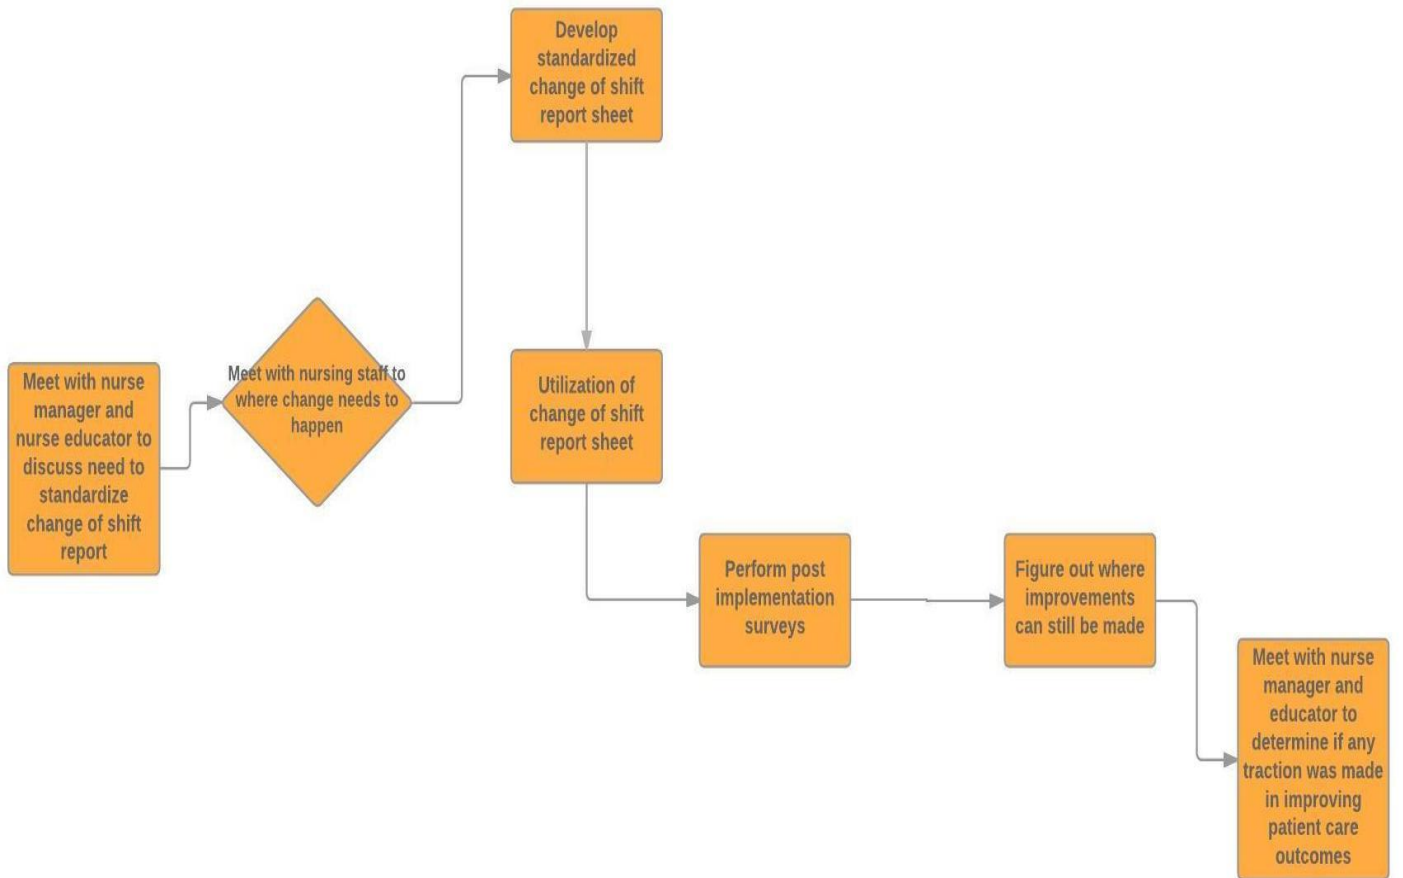 Meet with nurse
manager and
nurse educator to
discuss need to
standardize
change of shift
report
Meet with nursing staff to
where change needs to
happen
Develop
standardized
change of shift
report sheet
Utilization of
change of shift
report sheet
Perform post
implementation
surveys
Figure out where
improvements
can still be made
Meet with nurse
manager and
educator to
determine if any
traction was made
in improving
patient care
outcomes